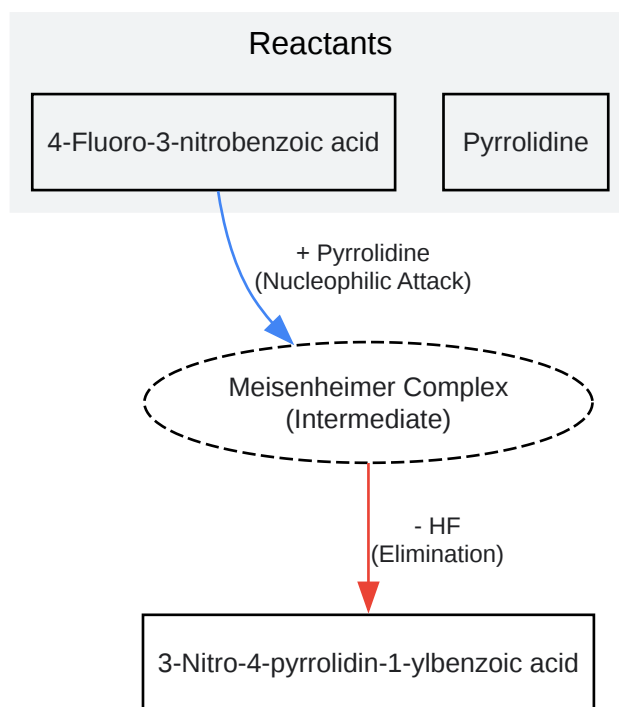 Reactants
4-Fluoro-3-nitrobenzoic acid
Pyrrolidine
+ Pyrrolidine
(Nucleophilic Attack)
Meisenheimer Complex
(Intermediate)
- HF
(Elimination)
3-Nitro-4-pyrrolidin-1-ylbenzoic acid